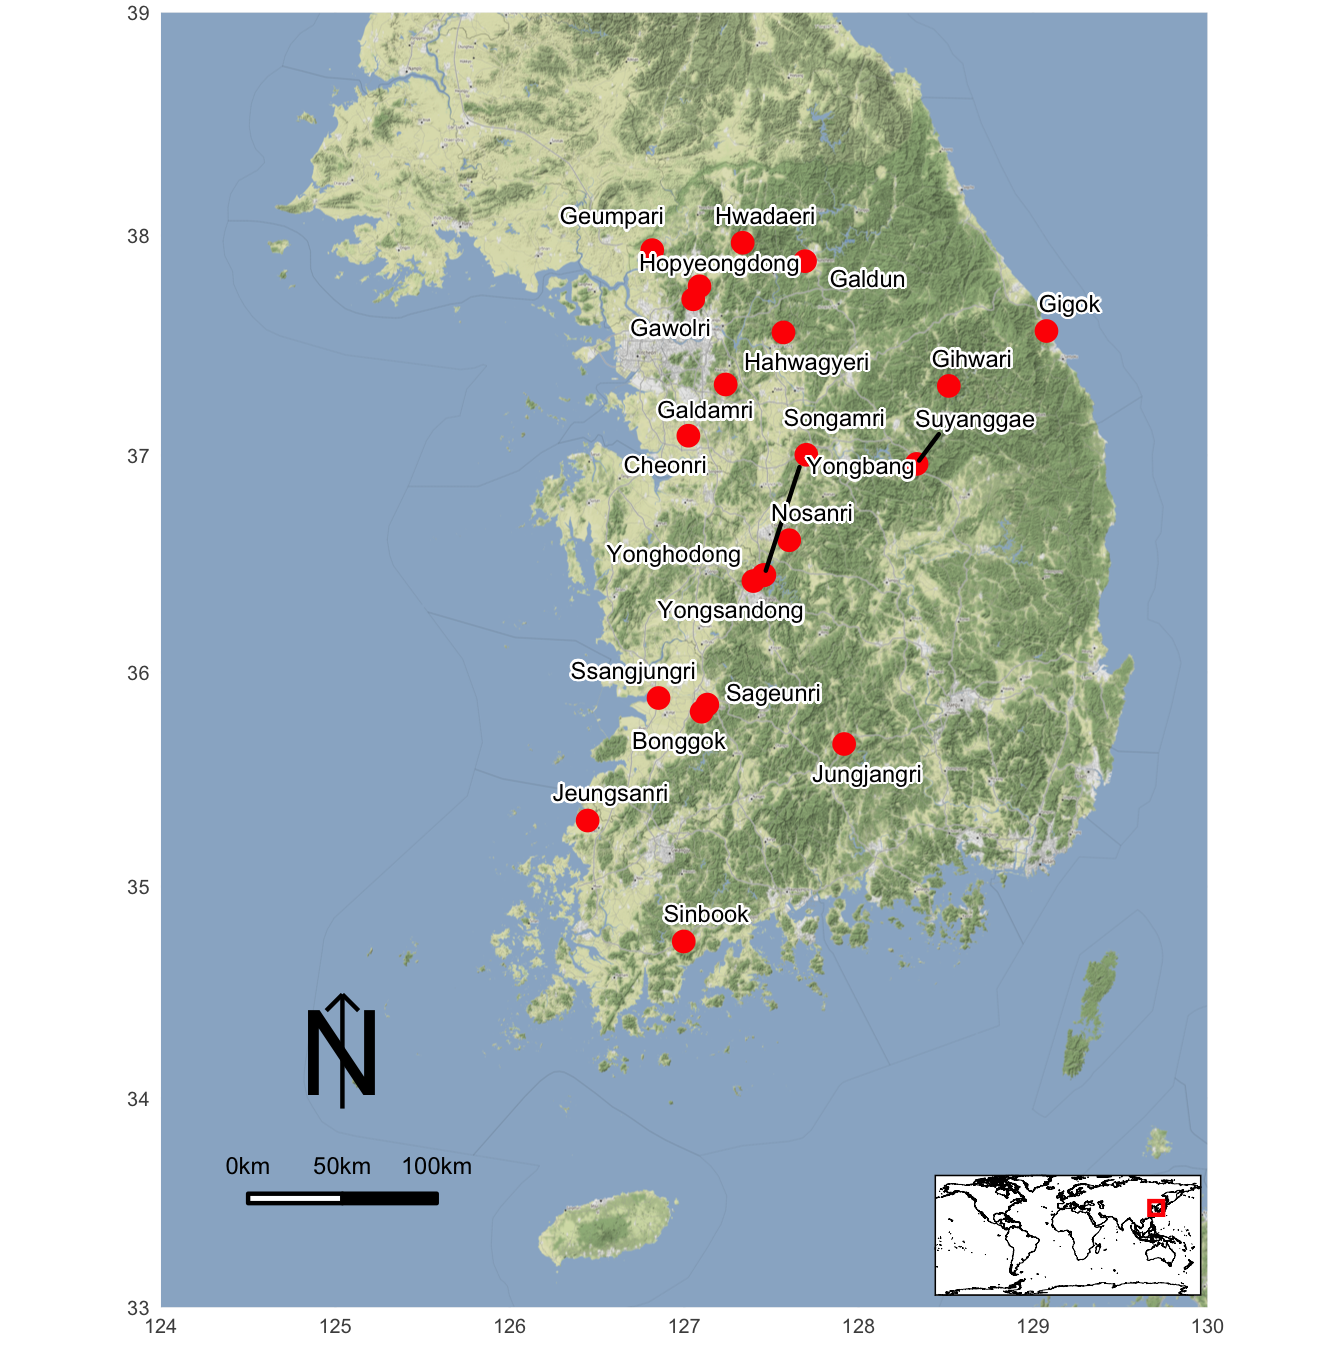 39
Geumpari
Hwadaeri
38
Hopyeongdong
Galdun
Gigok
Gawolri
Hahwagyeri
Gihwari
Galdamri
Songamri
Suyanggae
37
Cheonri
Yongbang
Nosanri
Yonghodong
Yongsandong
36
Ssangjungri
Sageunri
Bonggok
Jungjangri
Jeungsanri
35
Sinbook
N
34
0km 50km 100km
33
124 125 126 127 128 129 130